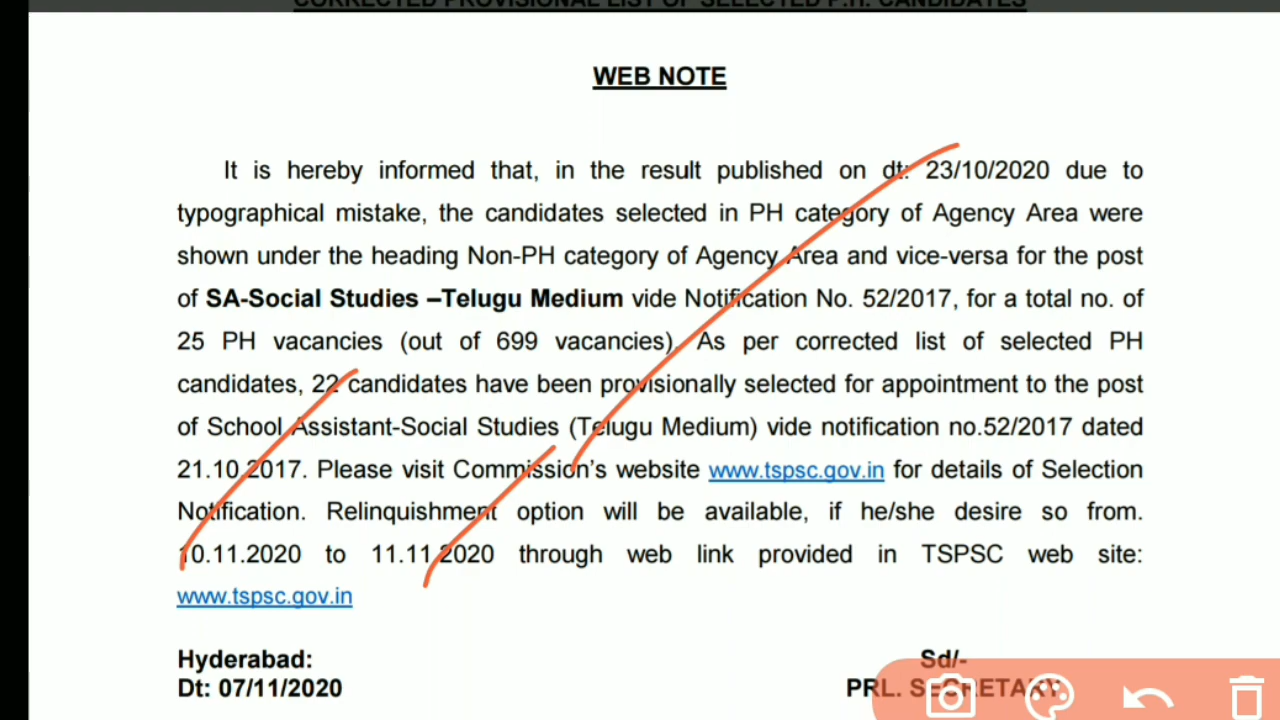 CORRECTED PROVISIONAL LIST OF SELECTED P.H. CANDIDATES
WEB NOTE
It is hereby informed that, in the result published on dt: 23/10/2020 due to
typographical mistake, the candidates selected in PH category of Agency Area were
shown under the heading Non-PH category of Agency Area and vice-versa for the post
of SA-Social Studies –Telugu Medium vide Notification No. 52/2017, for a total no. of
25 PH vacancies (out of 699 vacancies). As per corrected list of selected PH
candidates, 22 candidates have been provisionally selected for appointment to the post
of School Assistant-Social Studies (Telugu Medium) vide notification no.52/2017 dated
21.10.2017. Please visit Commission's website www.tspsc.gov.in for details of Selection
Notification. Relinquishment option will be available, if he/she desire so from.
10.11.2020 to 11.11.2020 through web link provided in TSPSC web site:
www.tspsc.gov.in
Hyderabad:
Sd/-
Dt: 07/11/2020
PRL. SECRETARY